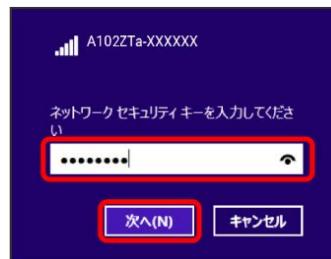 A102ZTa-XXXXXX
ネットワーク セキュリティ キーを入力してくださ
い
••••••••
次へ(N)
キャンセル